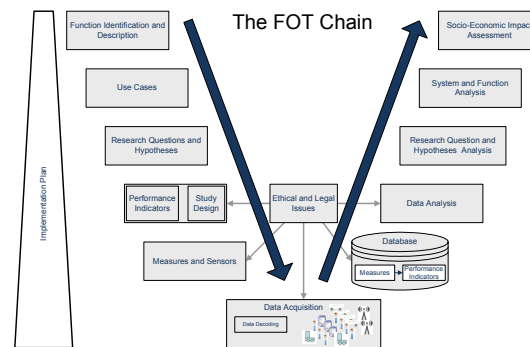 The FOT Chain
Function Identification and
Description
Socio-Economic Impact
Assessment
Use Cases
System and Function
Analysis
Research Questions and
Hypotheses
Research Question and
Hypotheses Analysis
Implementation Plan
Performance
Indicators
Study
Design
Ethical and Legal
Issues
Data Analysis
Measures and Sensors
Database
Measures
Performance
Indicators
Data Acquisition
Data Decoding